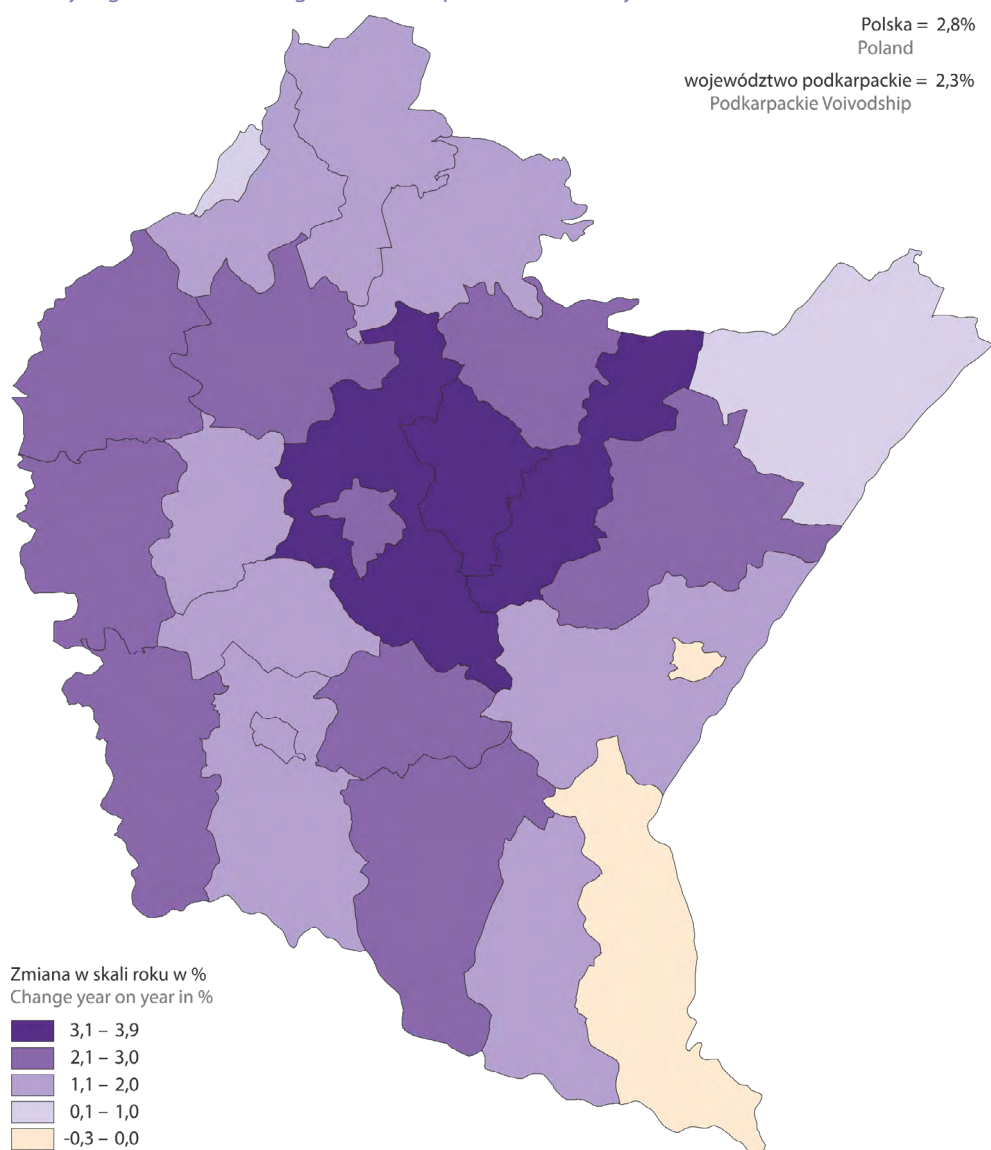 Polska = 2,8%
Poland
województwo podkarpackie = 2,3%
Podkarpackie Voivodship
Zmiana w skali roku w %
Change year on year in %
3,1 – 3,9
2,1 – 3,0
1,1 – 2,0
0,1 – 1,0
-0,3 – 0,0